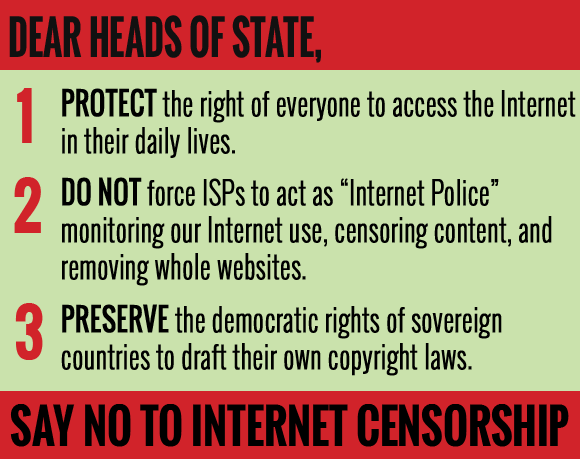 DEAR HEADS OF STATE,
1 PROTECT the right of everyone to access the Internet
in their daily lives.
2 DO NOT force ISPs to act as “Internet Police”
monitoring our Internet use, censoring content, and
removing whole websites.
3 PRESERVE the democratic rights of sovereign
countries to draft their own copyright laws.
SAY NO TO INTERNET CENSORSHIP